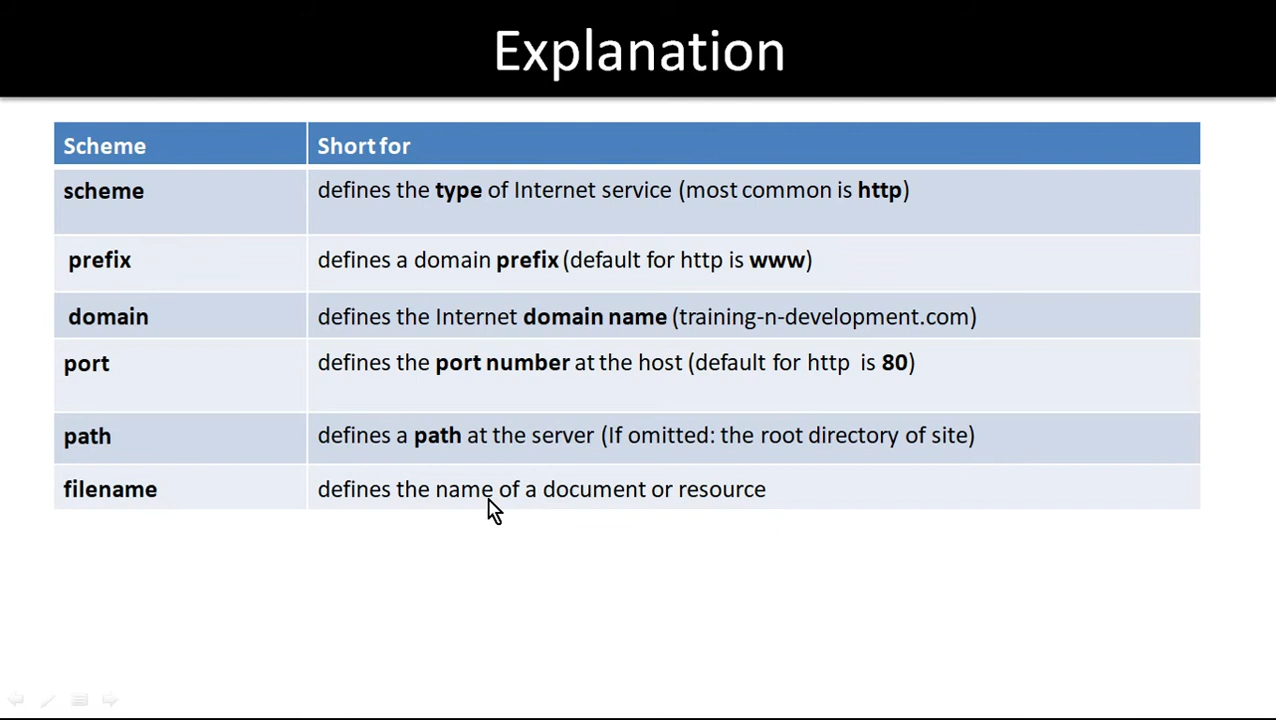 Explanation
Scheme Short for
scheme defines the type of Internet service (most common is http)
prefix defines a domain prefix (default for http is www)
domain defines the Internet domain name (training-n-development.com)
port defines the port number at the host (default for http is 80)
path defines a path at the server (If omitted: the root directory of site)
filename defines the name of a document or resource